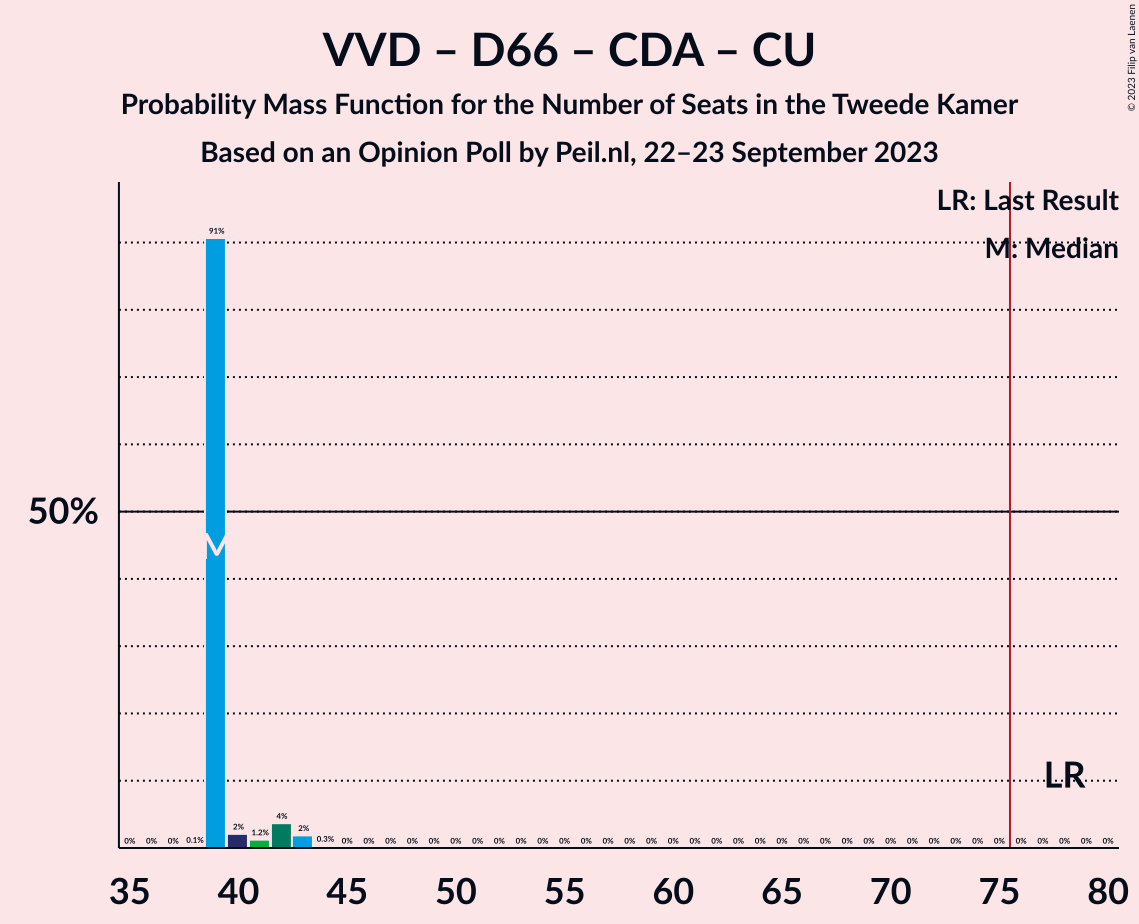 VVD – D66 – CDA – CU
Probability Mass Function for the Number of Seats in the Tweede Kamer
Based on an Opinion Poll by Peil.nl, 22–23 September 2023
© 2023 Filip van Laenen
LR: Last Result
M: Median
50%
M
LR
0% 0% 0% 0.1% 91% 2% 1.2% 4% 2% 0.3% 0% 0% 0% 0% 0% 0% 0% 0% 0% 0% 0% 0% 0% 0% 0% 0% 0% 0% 0% 0% 0% 0% 0% 0% 0% 0% 0% 0% 0% 0% 0% 0% 0% 0% 0% 0%
35 40 45 50 55 60 65 70 75 80